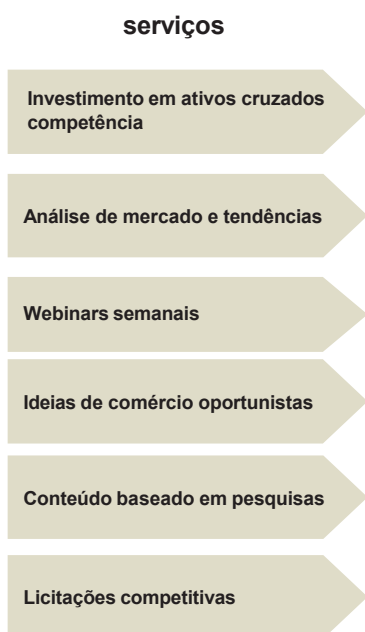 serviços
Investimento em ativos cruzados
competência
Análise de mercado e tendências
Webinars semanais
Ideias de comércio oportunistas
Conteúdo baseado em pesquisas
Licitações competitivas